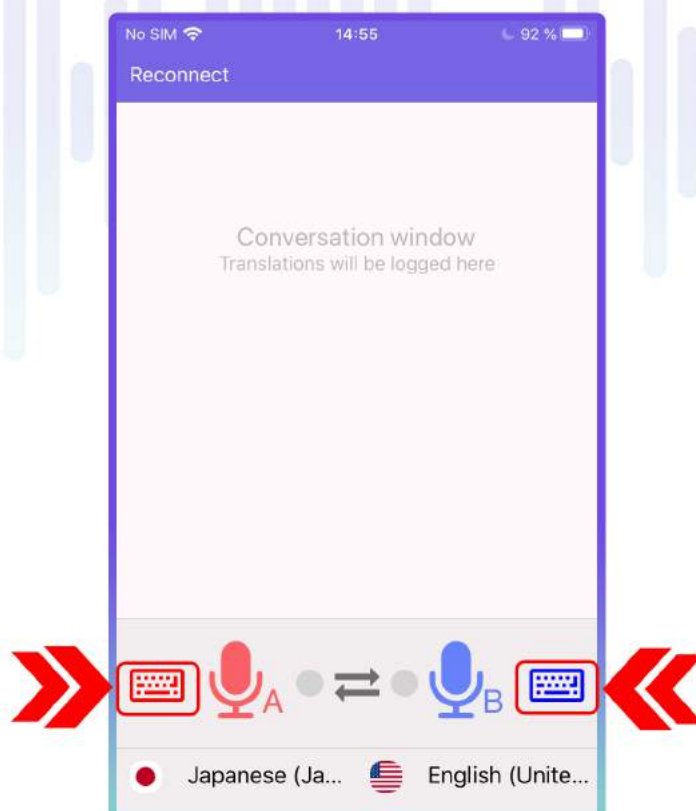 No SIM 14:55 92 %
Reconnect
Conversation window
Translations will be logged here
A B
Japanese (Ja... English (Unite...